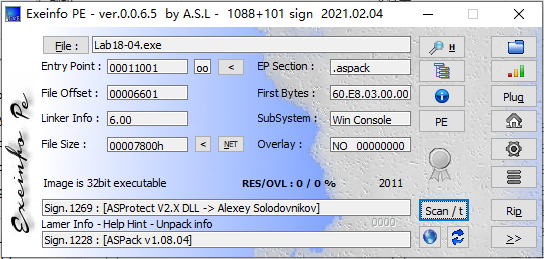 Exeinfo PE - ver.0.0.6.5 by A.S.L - 1088+101 sign 2021.02.04
File : Lab18-04.exe H
Entry Point : 00011001 oo < EP Section : .aspack
File Offset : 00006601 First Bytes : 60.E8.03.00.00 Plug
Linker Info : 6.00 SubSystem : Win Console PE
File Size : 00007800h < NET Overlay : NO 00000000
Image is 32bit executable RES/OVL : 0 / 0 % 2011
Exeinfo Pe
Sign.1269 : [ASProtect V2.X DLL -> Alexey Solodovnikov] Scan / t Rip
Lamer Info - Help Hint - Unpack info 0000
Sign.1228 : [ASPack v1.08.04] >>